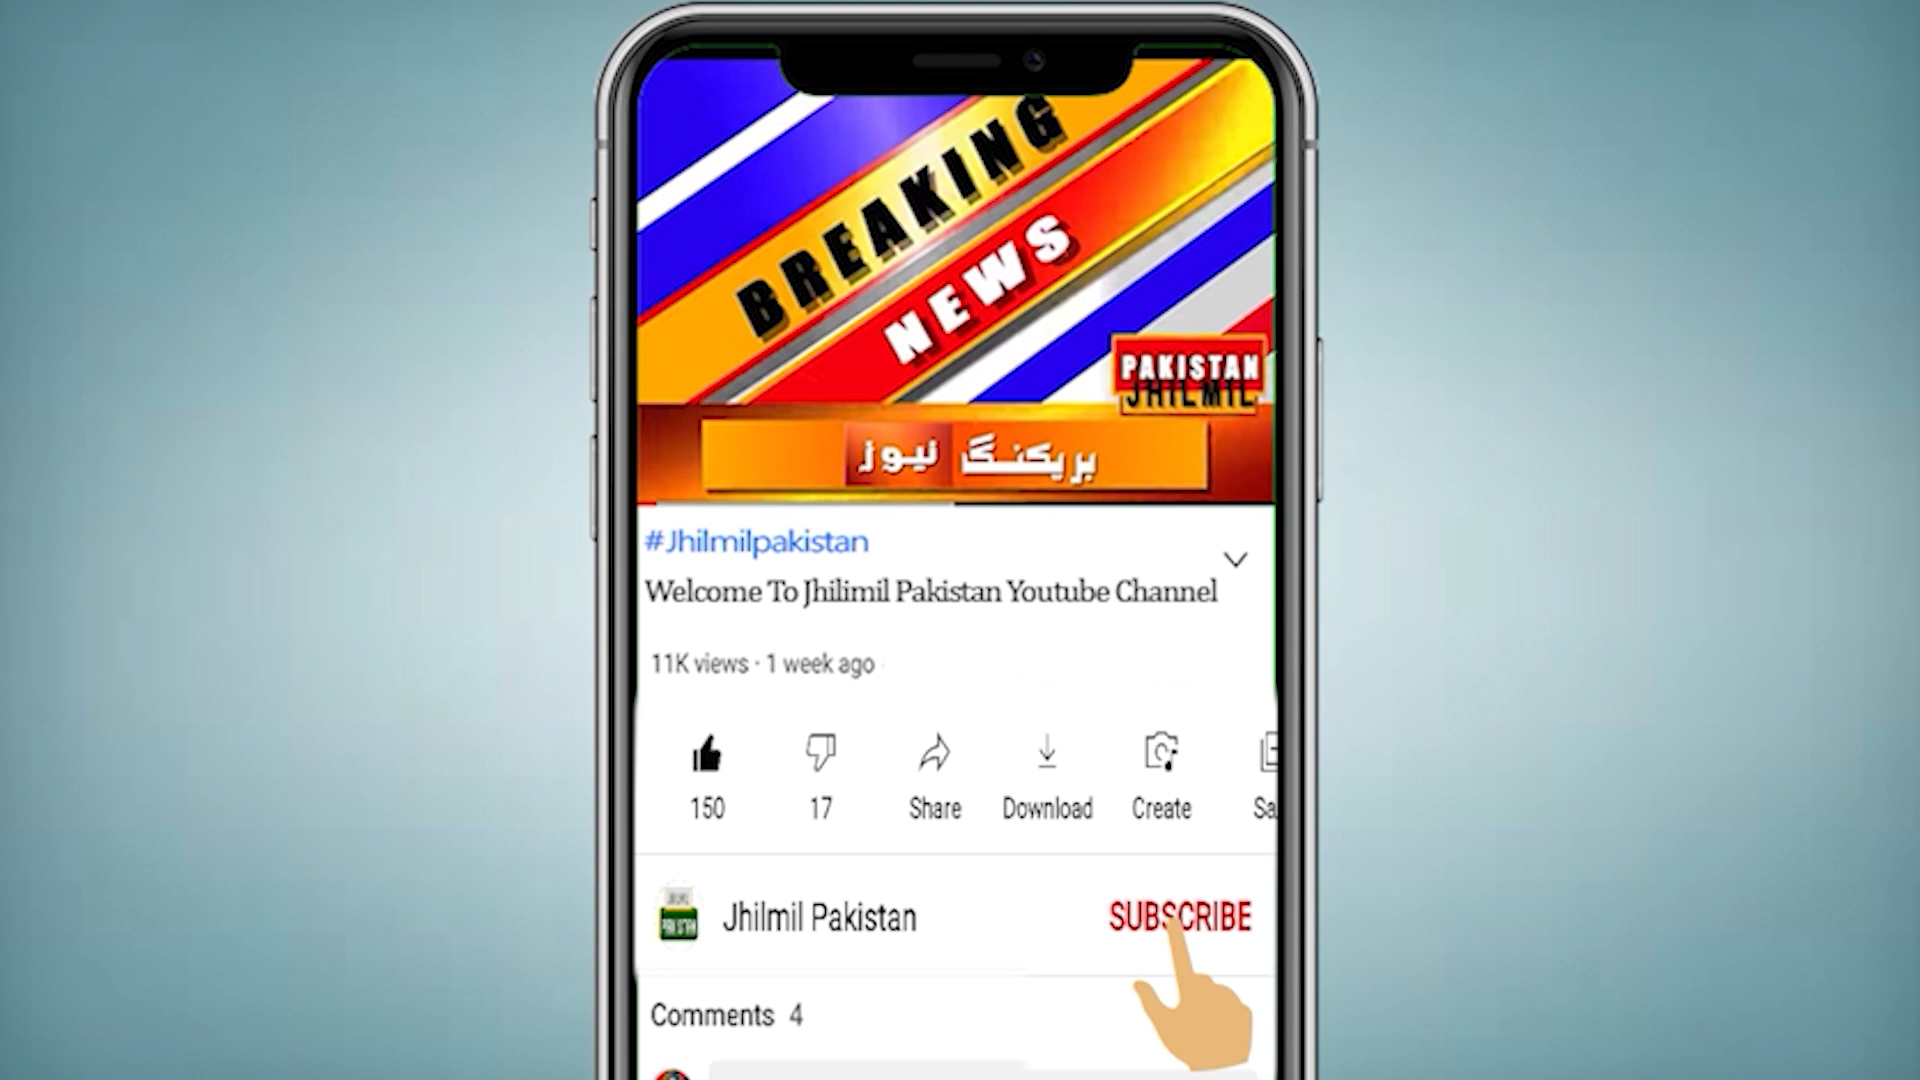 BREAKING
NEWS
PAKISTAN
JHILMIL
بریکنگ نیوز
#Jhilmilpakistan
Welcome To Jhilimil Pakistan Youtube Channel
11K views · 1 week ago
150
17
Share
Download
Create
Sa
Jhilmil Pakistan
SUBSCRIBE
Comments 4